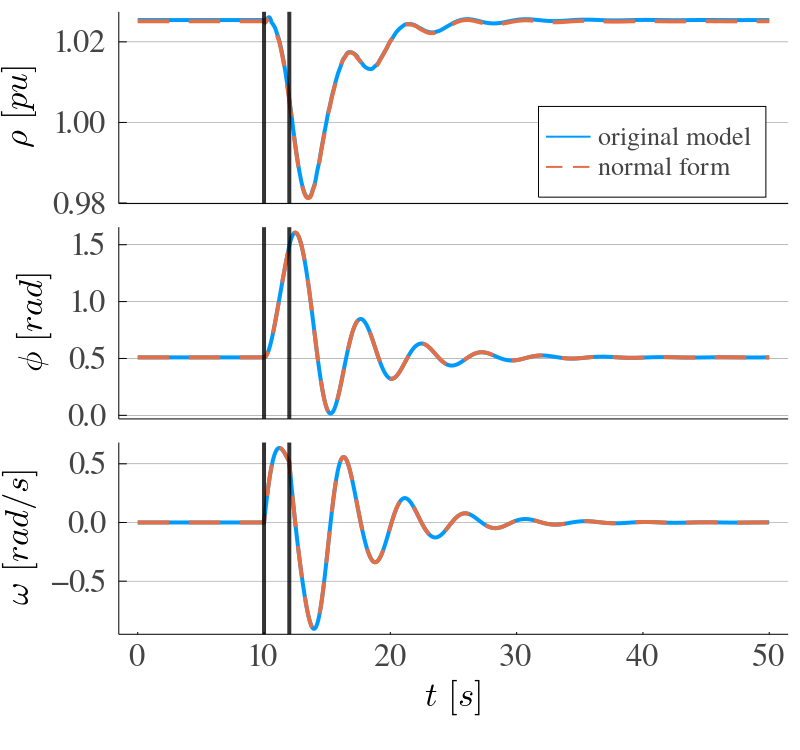 ρ [pu]
1.02
1.00
0.98
original model
normal form
ϕ [rad]
1.5
1.0
0.5
0.0
ω [rad/s]
0.5
0.0
−0.5
0 10 20 30 40 50
t [s]